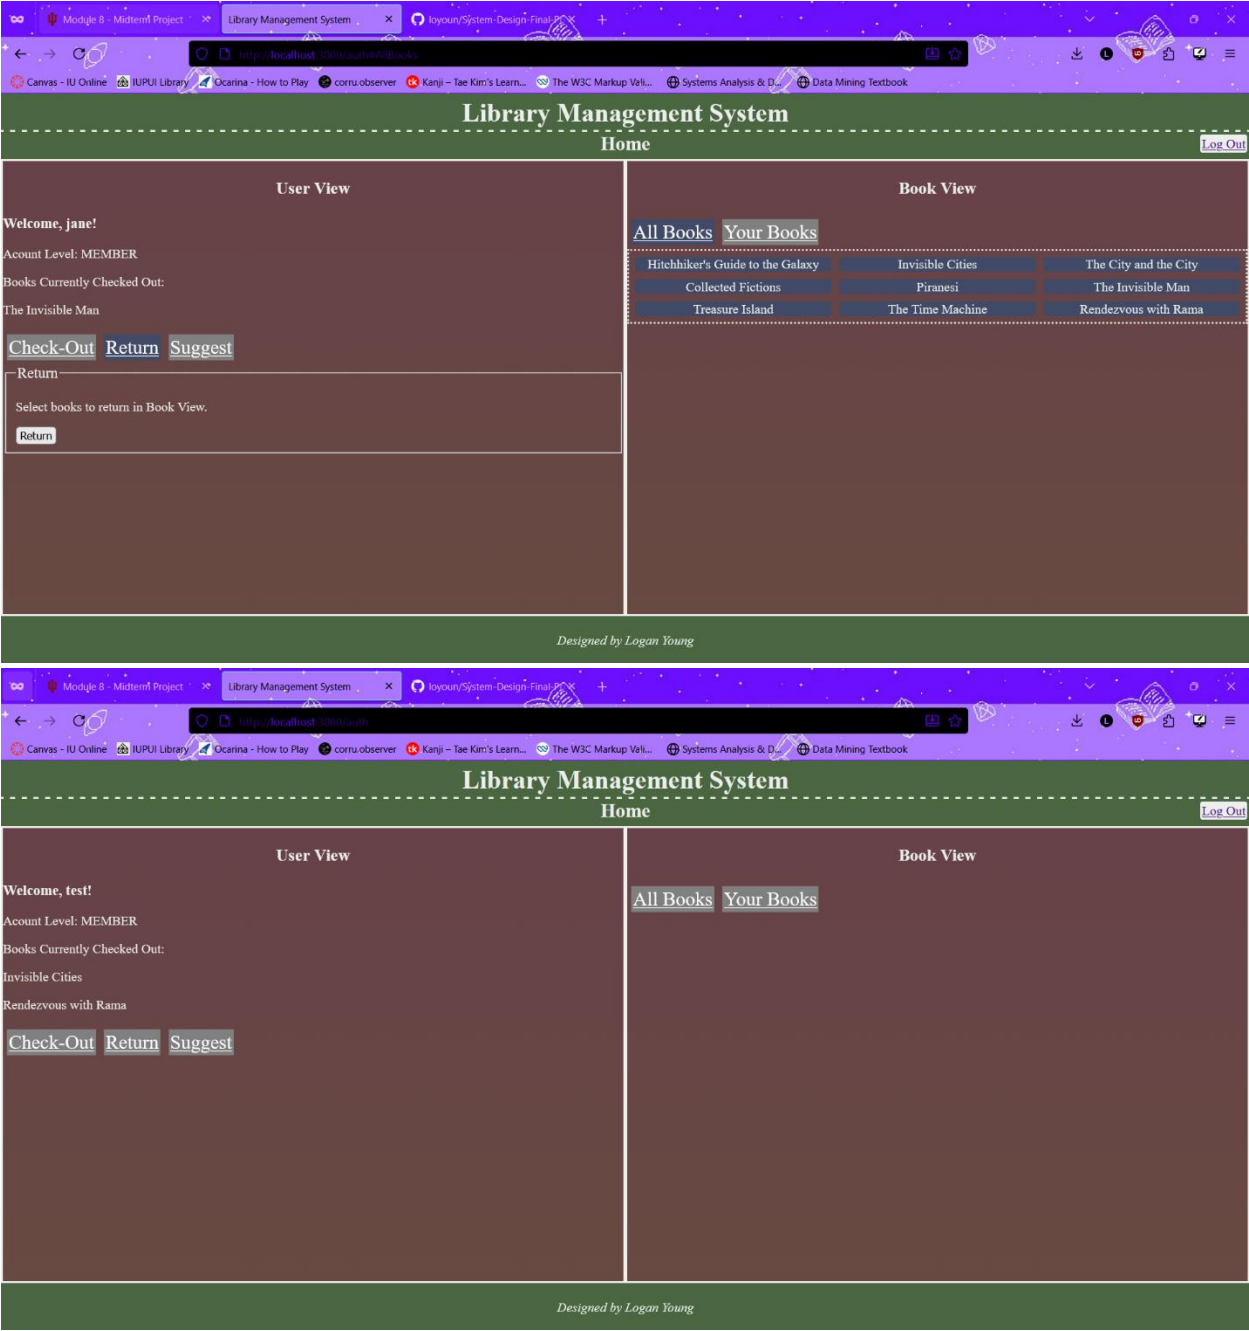 Module 8 - Midterm Project
Library Management System
loyoun/System-Design-Final-P
http://localhost:3000/auth#AllBooks
Canvas - IU Online
IUPUI Library
Ocarina - How to Play
corru.observer
Kanji – Tae Kim's Learn...
The W3C Markup Vali...
Systems Analysis & D...
Data Mining Textbook
Library Management System
Home
Log Out
User View
Welcome, jane!
Acount Level: MEMBER
Books Currently Checked Out:
The Invisible Man
Check-Out Return Suggest
Return
Select books to return in Book View.
Return
Book View
All Books Your Books
Hitchhiker's Guide to the Galaxy Invisible Cities The City and the City
Collected Fictions Piranesi The Invisible Man
Treasure Island The Time Machine Rendezvous with Rama
Designed by Logan Young
Module 8 - Midterm Project
Library Management System
loyoun/System-Design-Final-P
http://localhost:3000/auth
Canvas - IU Online
IUPUI Library
Ocarina - How to Play
corru.observer
Kanji – Tae Kim's Learn...
The W3C Markup Vali...
Systems Analysis & D...
Data Mining Textbook
Library Management System
Home
Log Out
User View
Welcome, test!
Acount Level: MEMBER
Books Currently Checked Out:
Invisible Cities
Rendezvous with Rama
Check-Out Return Suggest
Book View
All Books Your Books
Designed by Logan Young